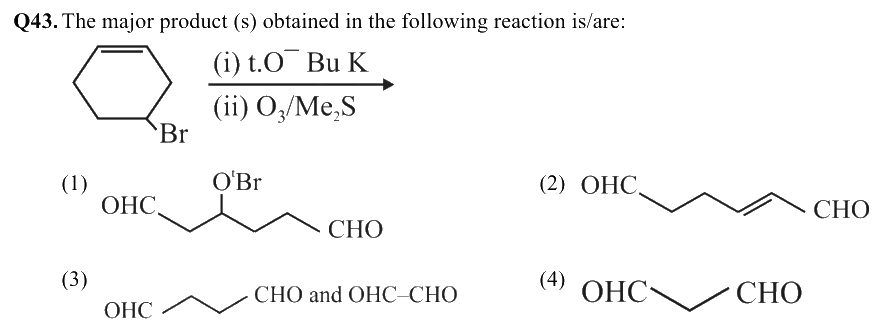 Q43. The major product (s) obtained in the following reaction is/are:
(i) t.O⁻ Bu K
(ii) O₃/Me₂S
Br
(1) OᵗBr
OHC
CHO
(2) OHC
CHO
(3) OHC CHO and OHC–CHO
(4) OHC CHO